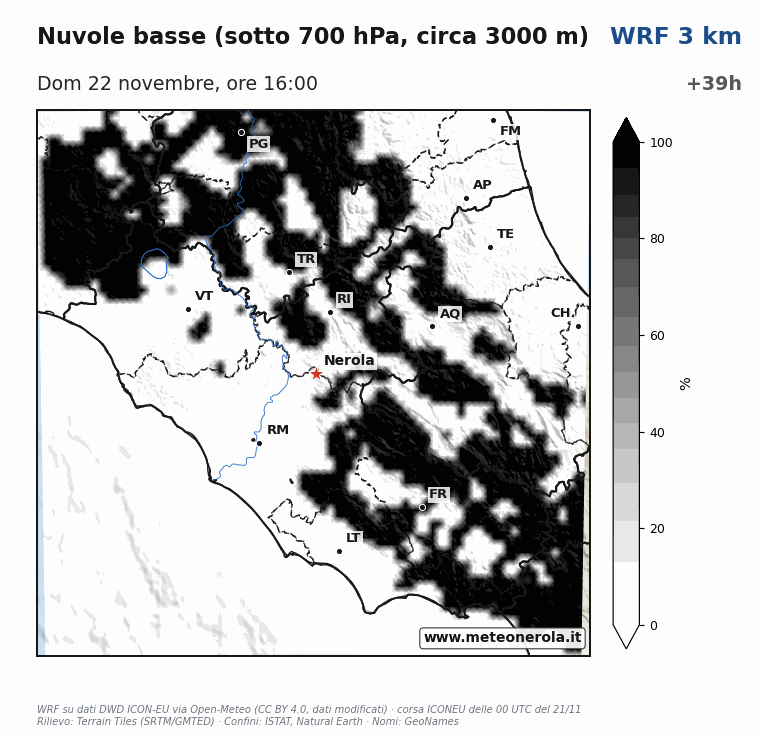 Nuvole basse (sotto 700 hPa, circa 3000 m) WRF 3 km
Dom 22 novembre, ore 16:00 +39h
FM
PG
100
AP
TE
80
TR
VT
RI
AQ
CH
60
Nerola
%
RM
40
FR
20
LT
www.meteonerola.it
0
WRF su dati DWD ICON-EU via Open-Meteo (CC BY 4.0, dati modificati) · corsa ICONEU delle 00 UTC del 21/11
Rilievo: Terrain Tiles (SRTM/GMTED) · Confini: ISTAT, Natural Earth · Nomi: GeoNames